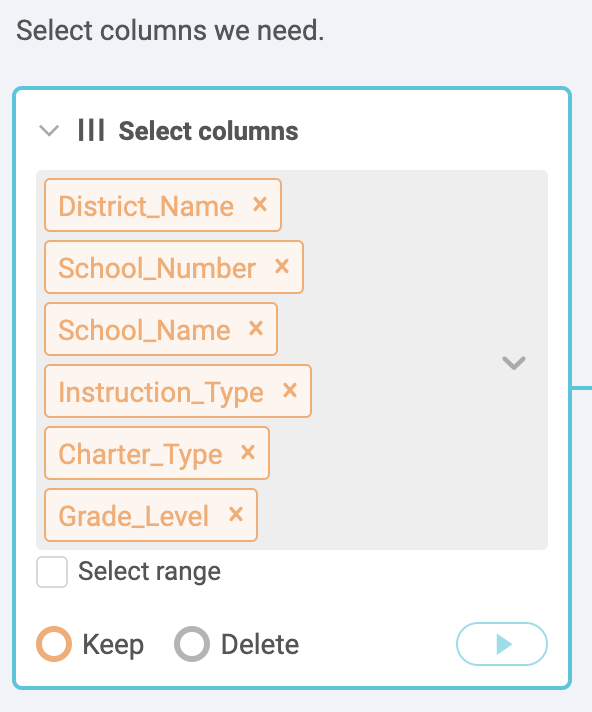 Select columns we need.
Select columns
District_Name ×
School_Number ×
School_Name ×
Instruction_Type ×
Charter_Type ×
Grade_Level ×
Select range
Keep Delete